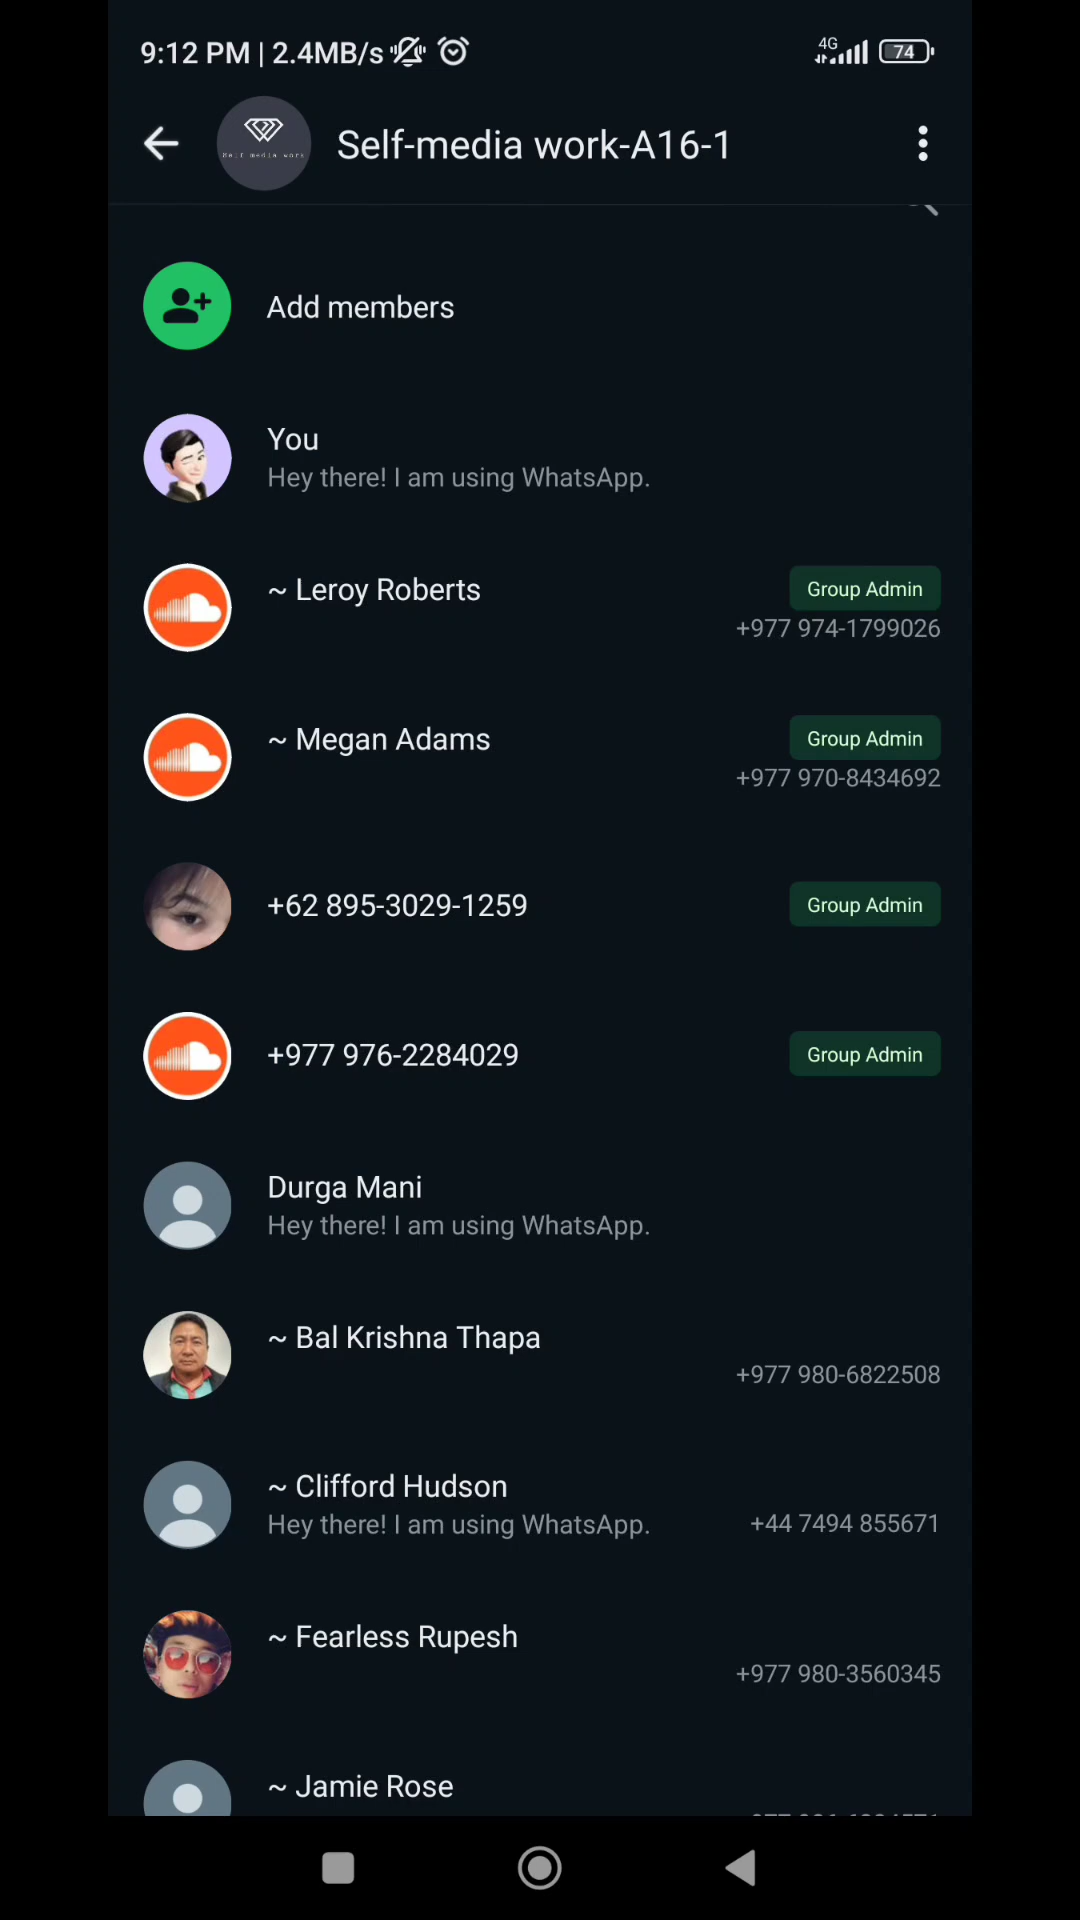 9:12 PM | 2.4MB/s
4G
74
Self-media work-A16-1
Self-media-work
Add members
You
Hey there! I am using WhatsApp.
~ Leroy Roberts
Group Admin
+977 974-1799026
~ Megan Adams
Group Admin
+977 970-8434692
+62 895-3029-1259
Group Admin
+977 976-2284029
Group Admin
Durga Mani
Hey there! I am using WhatsApp.
~ Bal Krishna Thapa
+977 980-6822508
~ Clifford Hudson
Hey there! I am using WhatsApp.
+44 7494 855671
~ Fearless Rupesh
+977 980-3560345
~ Jamie Rose